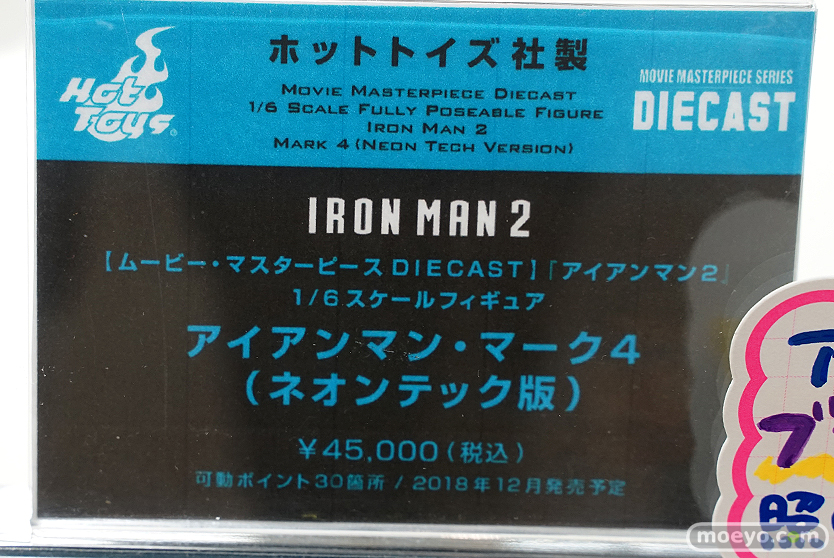 Hot
Toys®
ホットトイズ社製
MOVIE MASTERPIECE DIECAST
1/6 SCALE FULLY POSEABLE FIGURE
IRON MAN 2
MARK 4 (NEON TECH VERSION)
MOVIE MASTERPIECE SERIES
DIECAST
IRON MAN 2
【ムービー・マスターピース DIECAST】『アイアンマン2』
1/6スケールフィギュア
アイアンマン・マーク4
（ネオンテック版）
￥45,000（税込）
可動ポイント30箇所 / 2018年12月発売予定
moeyo.com